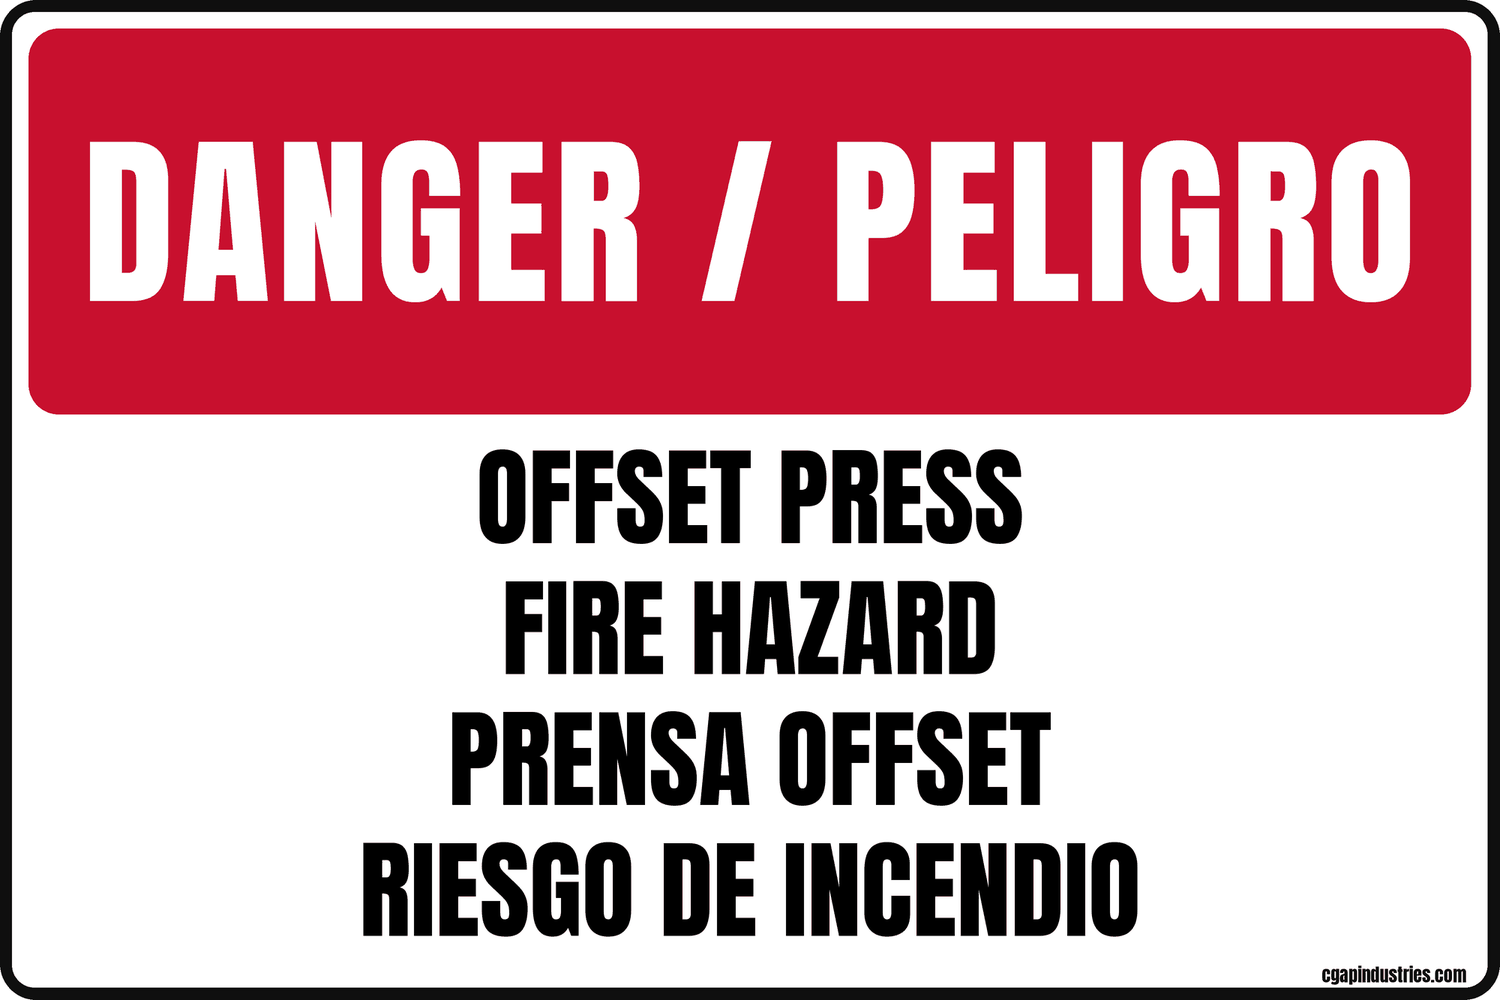 DANGER / PELIGRO
OFFSET PRESS
FIRE HAZARD
PRENSA OFFSET
RIESGO DE INCENDIO
cgapindustries.com